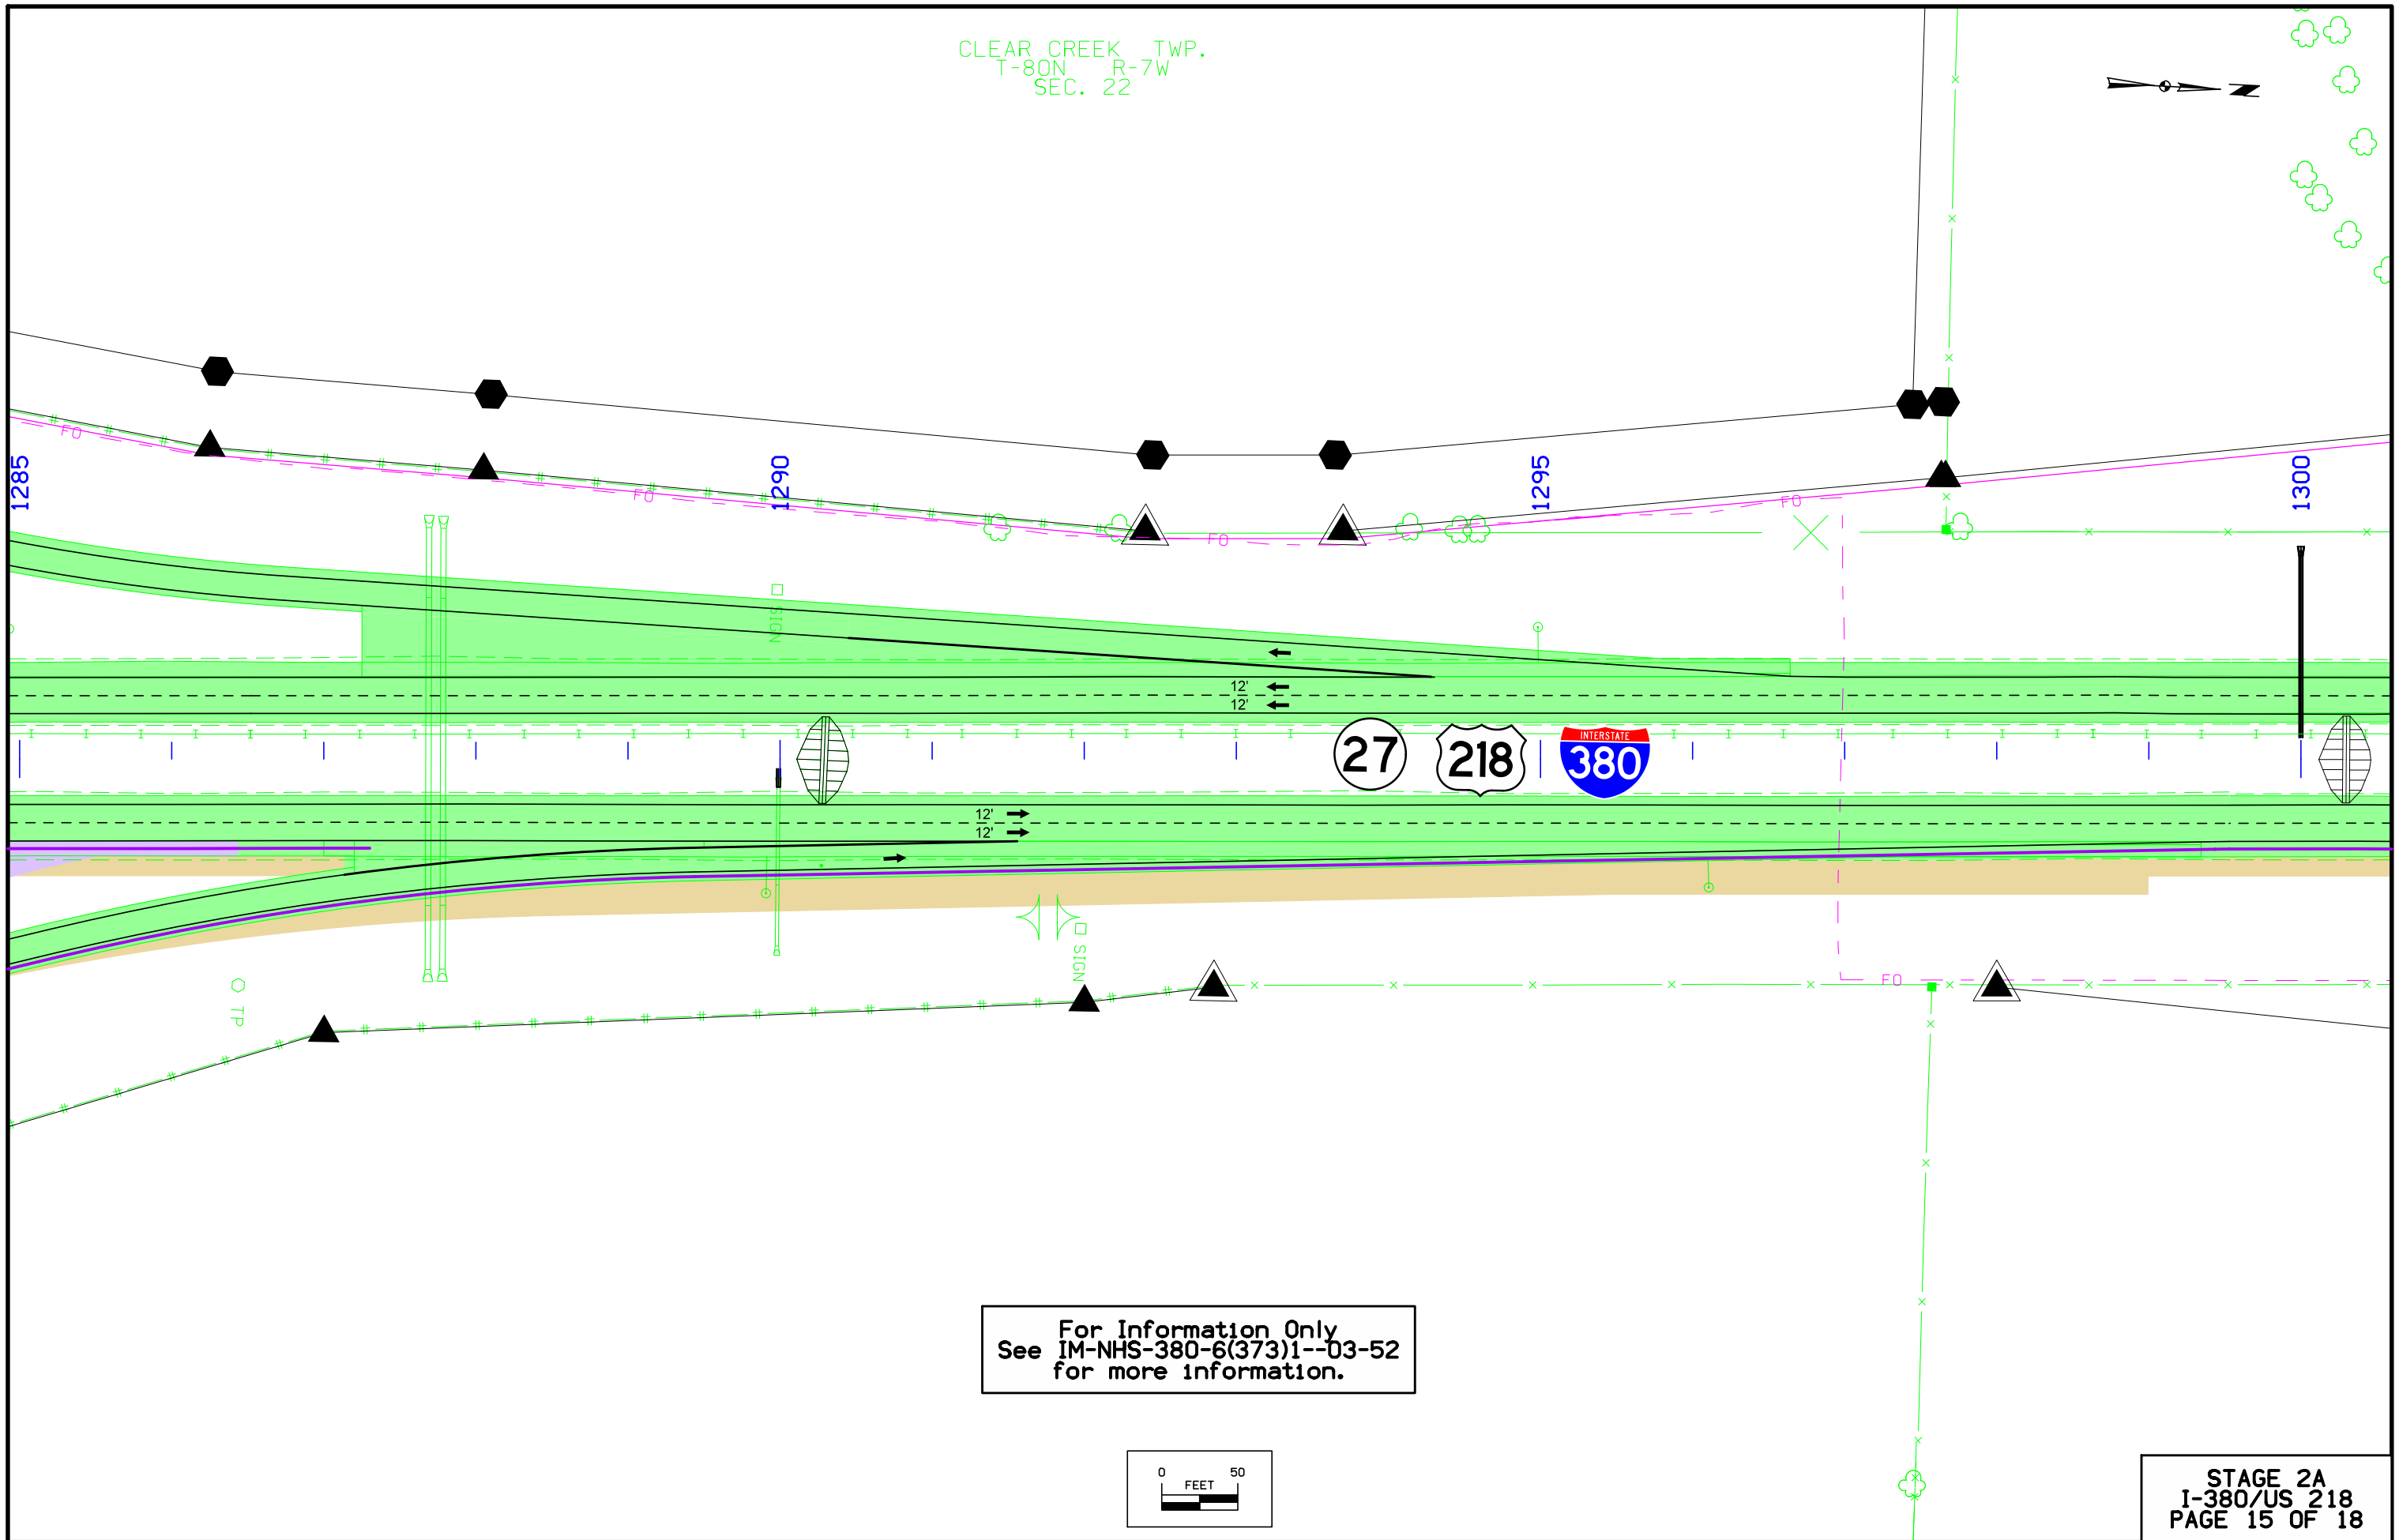 CLEAR CREEK TWP.
T-80N R-7W
SEC. 22
N
FO
FO
FO
FO
1285
1290
1295
1300
SIGN
12'
12'
27
218
INTERSTATE
380
12'
12'
SIGN
TP
FO
For Information Only
See IM-NHS-380-6(373)1--03-52
for more information.
0 50
FEET
STAGE 2A
I-380/US 218
PAGE 15 OF 18